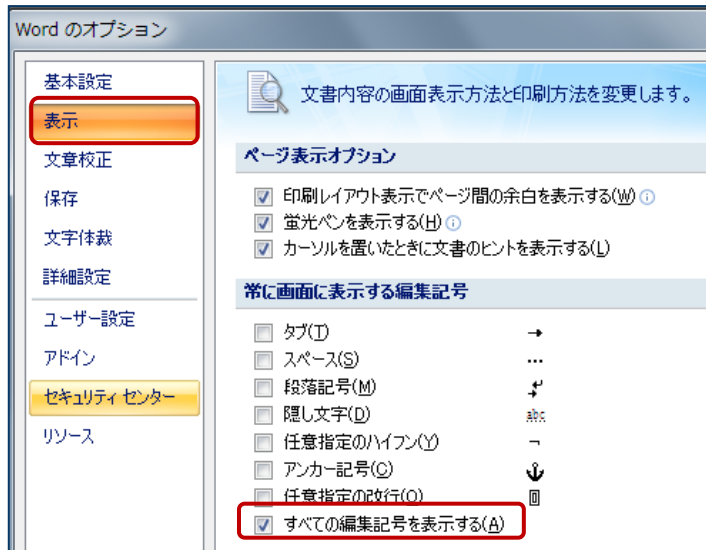 Word のオプション
基本設定
表示
文章校正
保存
文字体裁
詳細設定
ユーザー設定
アドイン
セキュリティ センター
リソース
文書内容の画面表示方法と印刷方法を変更します。
ページ表示オプション
印刷レイアウト表示でページ間の余白を表示する(W)
蛍光ペンを表示する(H)
カーソルを置いたときに文書のヒントを表示する(L)
常に画面に表示する編集記号
タブ(T) →
スペース(S) ...
段落記号(M)
隠し文字(D) abc
任意指定のハイフン(Y) ¬
アンカー記号(C)
任意指定の改行(O)
すべての編集記号を表示する(A)